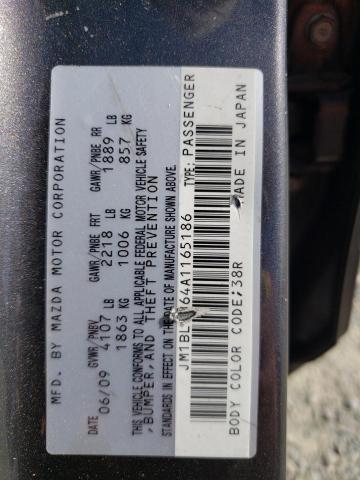 MFD. BY MAZDA MOTOR CORPORATION
GVWR/PNBV GAWR/PNBE FRT GAWR/PNBE RR
06/09 4107 LB 2218 LB 1889 LB
1863 KG 1006 KG 857 KG
THIS VEHICLE CONFORMS TO ALL APPLICABLE FEDERAL MOTOR VEHICLE SAFETY
,BUMPER,AND THEFT PREVENTION
STANDARDS IN EFFECT ON THE DATE OF MANUFACTURE SHOWN ABOVE.
TYPE: PASSENGER
BODY COLOR CODE:38R MADE IN JAPAN